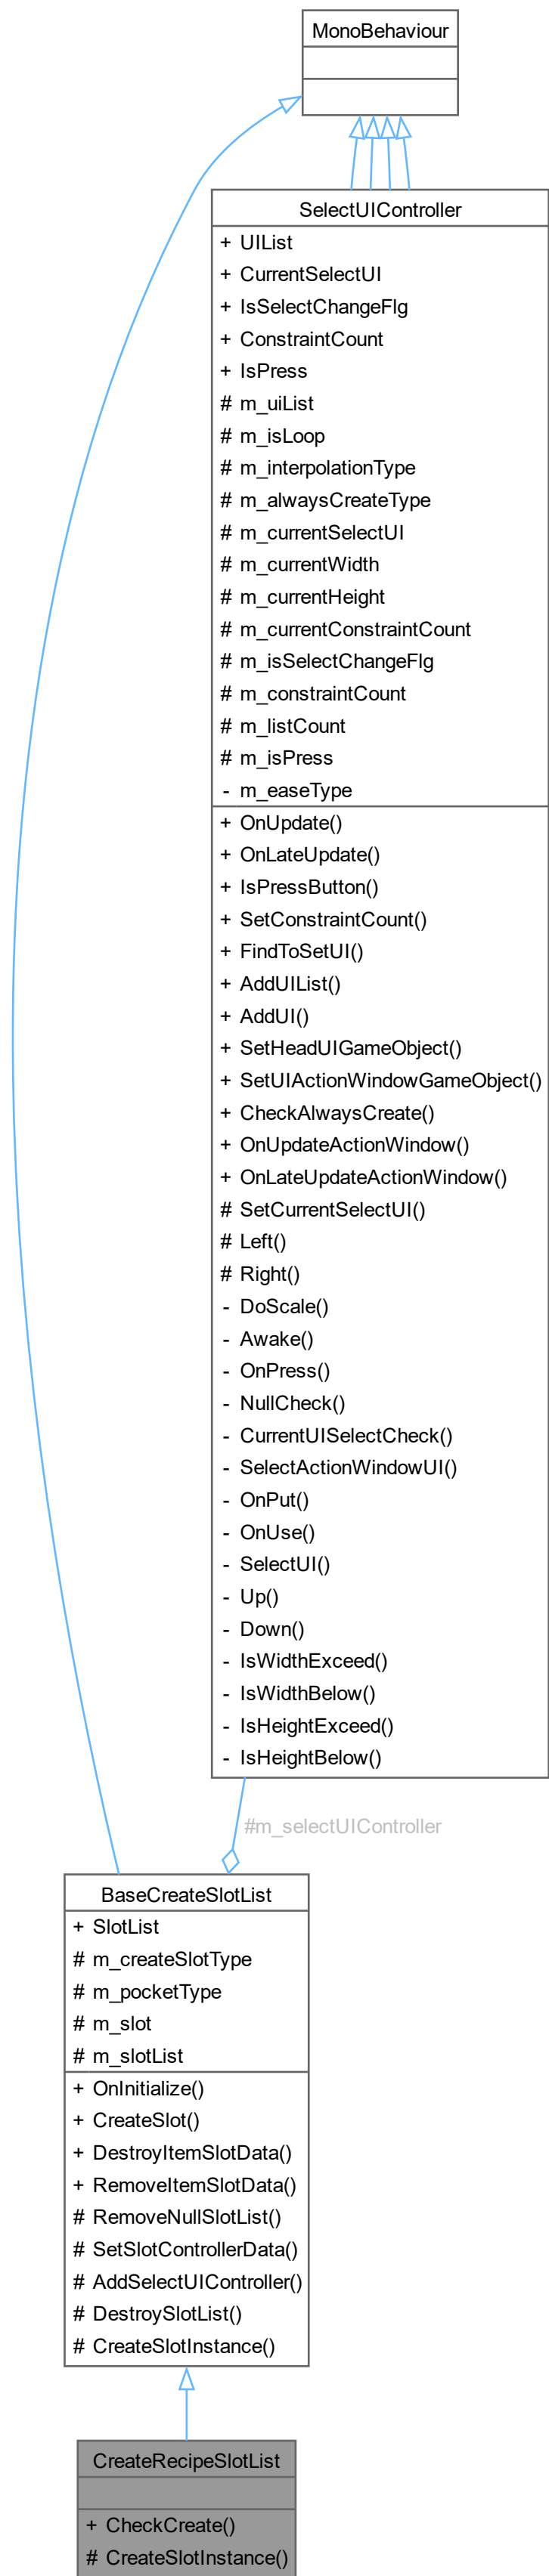 MonoBehaviour
SelectUIController
+ UIList
+ CurrentSelectUI
+ IsSelectChangeFlg
+ ConstraintCount
+ IsPress
# m_uiList
# m_isLoop
# m_interpolationType
# m_alwaysCreateType
# m_currentSelectUI
# m_currentWidth
# m_currentHeight
# m_currentConstraintCount
# m_isSelectChangeFlg
# m_constraintCount
# m_listCount
# m_isPress
- m_easeType
+ OnUpdate()
+ OnLateUpdate()
+ IsPressButton()
+ SetConstraintCount()
+ FindToSetUI()
+ AddUIList()
+ AddUI()
+ SetHeadUIGameObject()
+ SetUIActionWindowGameObject()
+ CheckAlwaysCreate()
+ OnUpdateActionWindow()
+ OnLateUpdateActionWindow()
# SetCurrentSelectUI()
# Left()
# Right()
- DoScale()
- Awake()
- OnPress()
- NullCheck()
- CurrentUISelectCheck()
- SelectActionWindowUI()
- OnPut()
- OnUse()
- SelectUI()
- Up()
- Down()
- IsWidthExceed()
- IsWidthBelow()
- IsHeightExceed()
- IsHeightBelow()
#m_selectUIController
BaseCreateSlotList
+ SlotList
# m_createSlotType
# m_pocketType
# m_slot
# m_slotList
+ OnInitialize()
+ CreateSlot()
+ DestroyItemSlotData()
+ RemoveItemSlotData()
# RemoveNullSlotList()
# SetSlotControllerData()
# AddSelectUIController()
# DestroySlotList()
# CreateSlotInstance()
CreateRecipeSlotList
+ CheckCreate()
# CreateSlotInstance()